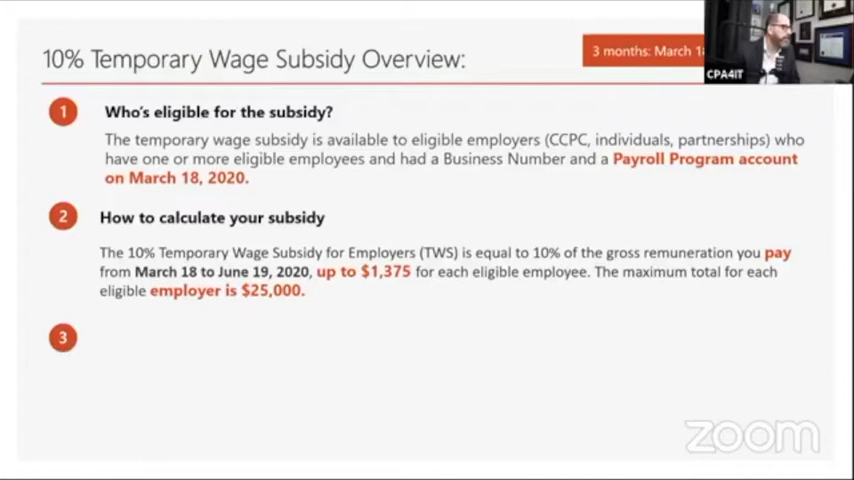 10% Temporary Wage Subsidy Overview:
3 months: March
CPA4IT
1
Who's eligible for the subsidy?
The temporary wage subsidy is available to eligible employers (CCPC, individuals, partnerships) who
have one or more eligible employees and had a Business Number and a Payroll Program account
on March 18, 2020.
2
How to calculate your subsidy
The 10% Temporary Wage Subsidy for Employers (TWS) is equal to 10% of the gross remuneration you pay
from March 18 to June 19, 2020, up to $1,375 for each eligible employee. The maximum total for each
eligible employer is $25,000.
3
zoom